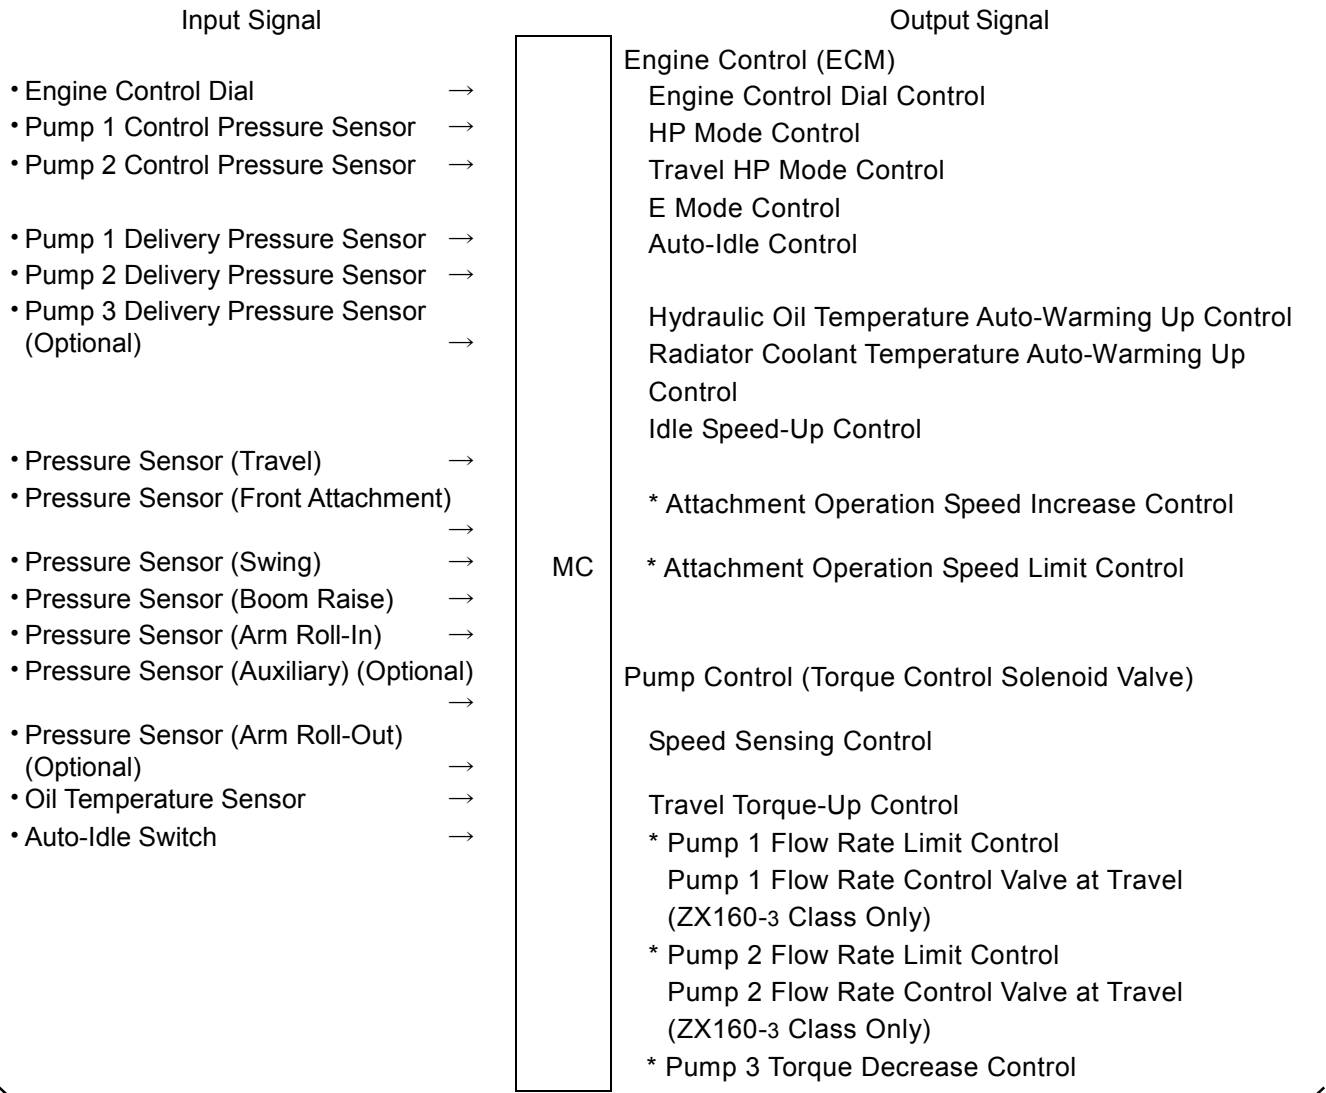 Input Signal
Output Signal
・Engine Control Dial →
・Pump 1 Control Pressure Sensor →
・Pump 2 Control Pressure Sensor →
・Pump 1 Delivery Pressure Sensor →
・Pump 2 Delivery Pressure Sensor →
・Pump 3 Delivery Pressure Sensor
(Optional) →
・Pressure Sensor (Travel) →
・Pressure Sensor (Front Attachment)
→
・Pressure Sensor (Swing) →
・Pressure Sensor (Boom Raise) →
・Pressure Sensor (Arm Roll-In) →
・Pressure Sensor (Auxiliary) (Optional)
→
・Pressure Sensor (Arm Roll-Out)
(Optional) →
・Oil Temperature Sensor →
・Auto-Idle Switch →
MC
Engine Control (ECM)
Engine Control Dial Control
HP Mode Control
Travel HP Mode Control
E Mode Control
Auto-Idle Control
Hydraulic Oil Temperature Auto-Warming Up Control
Radiator Coolant Temperature Auto-Warming Up
Control
Idle Speed-Up Control
* Attachment Operation Speed Increase Control
* Attachment Operation Speed Limit Control
Pump Control (Torque Control Solenoid Valve)
Speed Sensing Control
Travel Torque-Up Control
* Pump 1 Flow Rate Limit Control
Pump 1 Flow Rate Control Valve at Travel
(ZX160-3 Class Only)
* Pump 2 Flow Rate Limit Control
Pump 2 Flow Rate Control Valve at Travel
(ZX160-3 Class Only)
* Pump 3 Torque Decrease Control